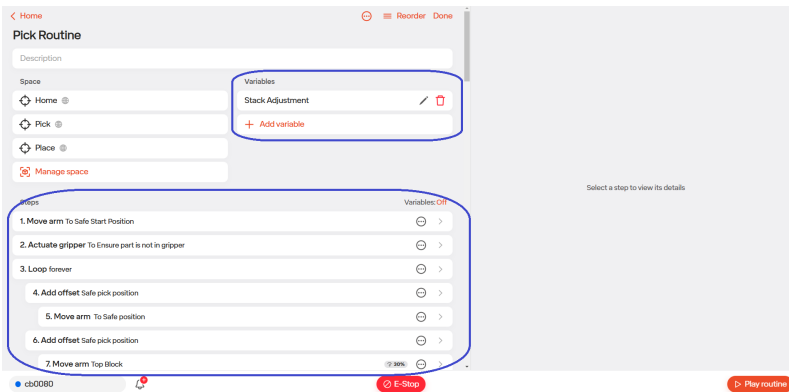 Home
Reorder Done
Pick Routine
Description
Space
Variables
Home
Stack Adjustment
Pick
+ Add variable
Place
Manage space
Select a step to view its details
Steps
Variables: Off
1. Move arm To Safe Start Position
2. Actuate gripper To Ensure part is not in gripper
3. Loop forever
4. Add offset Safe pick position
5. Move arm To Safe position
6. Add offset Safe pick position
7. Move arm Top Block
30%
cb0080
E-Stop
Play routine